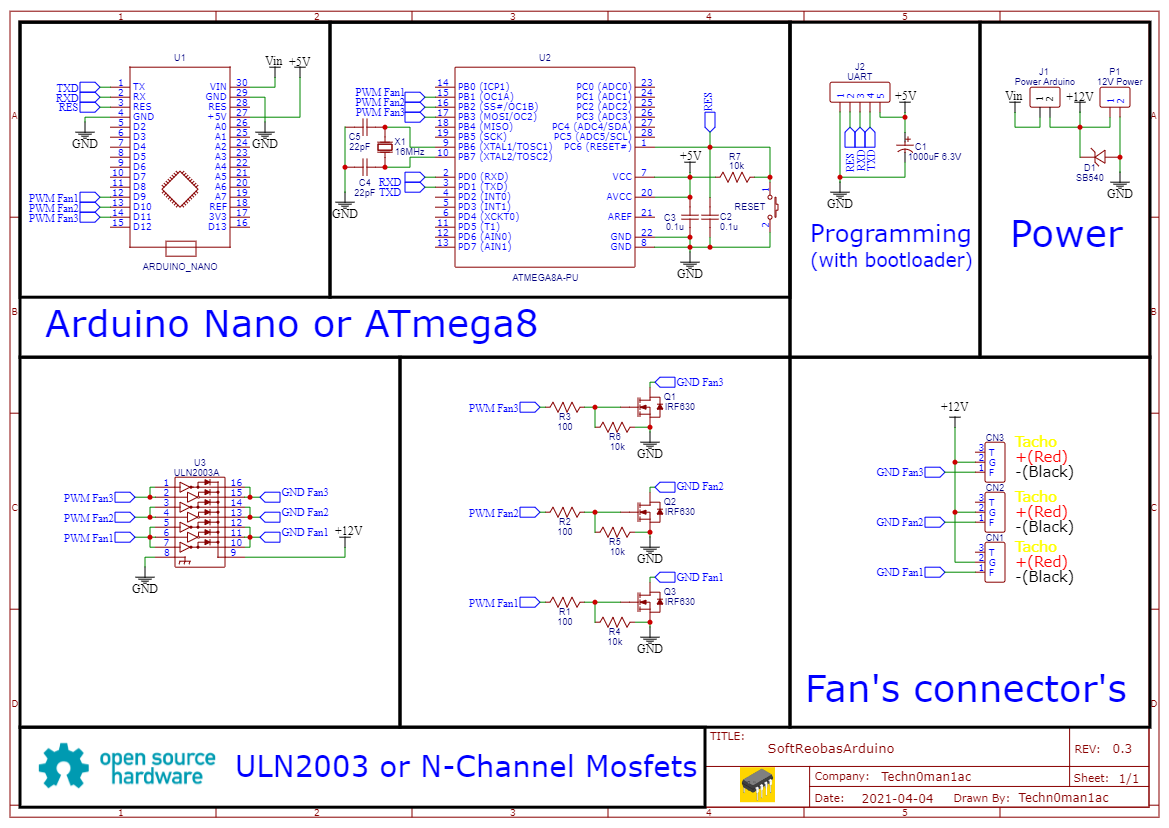 1 2 3 4 5
A
B
C
D
U1
TXD
RXD
RES
GND
PWM Fan1
PWM Fan2
PWM Fan3
1 TX
2 RX
3 RES
4 GND
5 D2
6 D3
7 D4
8 D5
9 D6
10 D7
11 D8
12 D9
13 D10
14 D11
15 D12
VIN 30
GND 29
RES 28
+5V 27
A0 26
A1 25
A2 24
A3 23
A4 22
A5 21
A6 20
A7 19
REF 18
3V3 17
D13 16
Vin +5V
GND
ARDUINO_NANO
U2
PWM Fan1
PWM Fan2
PWM Fan3
14 PB0 (ICP1)
15 PB1 (OC1A)
16 PB2 (SS#/OC1B)
17 PB3 (MOSI/OC2)
18 PB4 (MISO)
19 PB5 (SCK)
9 PB6 (XTAL1/TOSC1)
10 PB7 (XTAL2/TOSC2)
2 PD0 (RXD)
3 PD1 (TXD)
4 PD2 (INT0)
5 PD3 (INT1)
6 PD4 (XCKT0)
11 PD5 (T1)
12 PD6 (AIN0)
13 PD7 (AIN1)
PC0 (ADC0) 23
PC1 (ADC1) 24
PC2 (ADC2) 25
PC3 (ADC3) 26
PC4 (ADC4/SDA) 27
PC5 (ADC5/SCL) 28
PC6 (RESET#) 1
VCC 7
AVCC 20
AREF 21
GND 22
GND 8
C5
22pF
X1
16MHz
C4
22pF
GND
RXD
TXD
RES
+5V
R7
10k
1
RESET
2
C3
0.1u
C2
0.1u
GND
ATMEGA8A-PU
J2
UART
1 2 3 4 5
+5V
RES
RXD
TXD
C1
+
1000uF 6.3V
GND
Programming
(with bootloader)
J1
Power Arduino
1 2
Vin
+12V
P1
12V Power
1 2
D1
SB540
GND
Power
Arduino Nano or ATmega8
U3
ULN2003A
PWM Fan3
PWM Fan2
PWM Fan1
1 16
2 15
3 14
4 13
5 12
6 11
7 10
8 9
GND Fan3
GND Fan2
GND Fan1
+12V
GND
GND Fan3
PWM Fan3
R3
100
R6
10k
Q1
IRF630
GND
GND Fan2
PWM Fan2
R2
100
R5
10k
Q2
IRF630
GND
GND Fan1
PWM Fan1
R1
100
R4
10k
Q3
IRF630
GND
+12V
CN3
3 T
2 G
1 F
GND Fan3
Tacho
+(Red)
-(Black)
CN2
3 T
2 G
1 F
GND Fan2
Tacho
+(Red)
-(Black)
CN1
3 T
2 G
1 F
GND Fan1
Tacho
+(Red)
-(Black)
Fan's connector's
open source
hardware
ULN2003 or N-Channel Mosfets
TITLE:
SoftReobasArduino
REV: 0.3
Company: Techn0man1ac
Sheet: 1/1
Date: 2021-04-04 Drawn By: Techn0man1ac
1 2 3 4 5
A
B
C
D